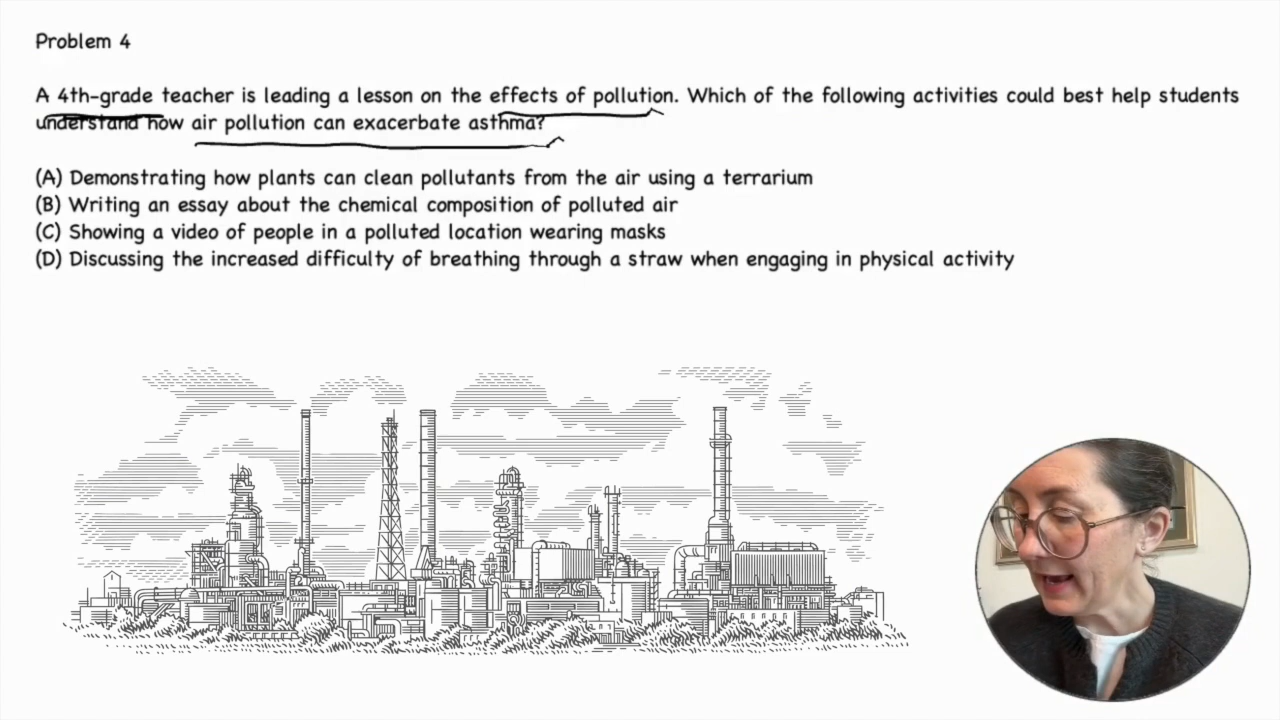 Problem 4
A 4th-grade teacher is leading a lesson on the effects of pollution. Which of the following activities could best help students
understand how air pollution can exacerbate asthma?
(A) Demonstrating how plants can clean pollutants from the air using a terrarium
(B) Writing an essay about the chemical composition of polluted air
(C) Showing a video of people in a polluted location wearing masks
(D) Discussing the increased difficulty of breathing through a straw when engaging in physical activity